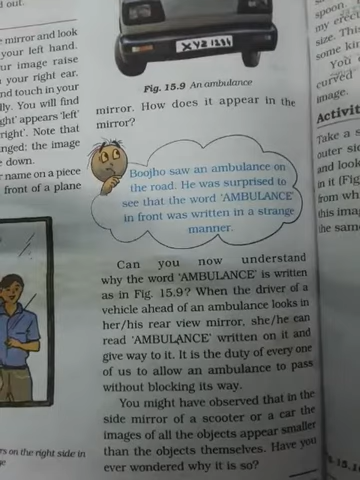 out.
e mirror and look
your left hand.
ur image raise
your right ear.
nd touch in your
lly. You will find
ght' appears 'left'
right'. Note that
nged; the image
e down.
r name on a piece
front of a plane
rs on the right side in
ge
XYZ 1234
Fig. 15.9 An ambulance
mirror. How does it appear in the
mirror?
Boojho saw an ambulance on
the road. He was surprised to
see that the word 'AMBULANCE'
in front was written in a strange
manner.
Can you now understand
why the word 'AMBULANCE' is written
as in Fig. 15.9? When the driver of a
vehicle ahead of an ambulance looks in
her/his rear view mirror, she/he can
read 'AMBULANCE' written on it and
give way to it. It is the duty of every one
of us to allow an ambulance to pass
without blocking its way.
You might have observed that in the
side mirror of a scooter or a car the
images of all the objects appear smaller
than the objects themselves. Have you
ever wondered why it is so?
spoon.
my erec
size. This
some ki
You c
curved
image.
Activit
Take a s
outer sid
and look
in it (Fig
from wh
this imag
the same